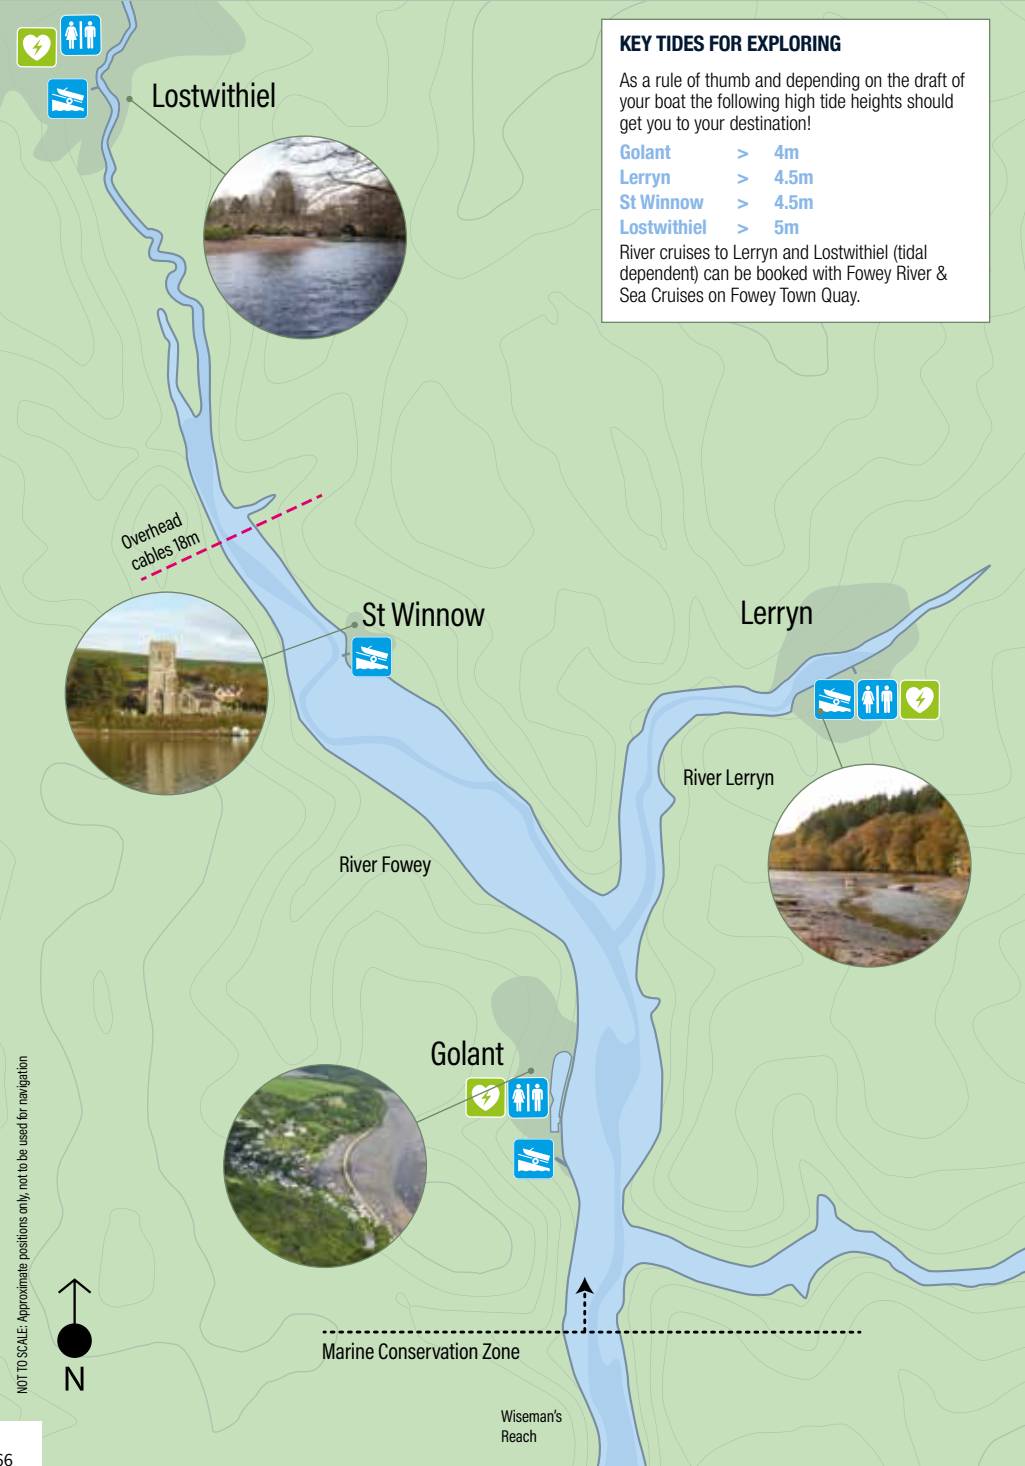 Lostwithiel
KEY TIDES FOR EXPLORING
As a rule of thumb and depending on the draft of
your boat the following high tide heights should
get you to your destination!
Golant > 4m
Lerryn > 4.5m
St Winnow > 4.5m
Lostwithiel > 5m
River cruises to Lerryn and Lostwithiel (tidal
dependent) can be booked with Fowey River &
Sea Cruises on Fowey Town Quay.
Overhead
cables 18m
St Winnow
Lerryn
River Lerryn
River Fowey
Golant
NOT TO SCALE: Approximate positions only, not to be used for navigation
N
Marine Conservation Zone
Wiseman's
Reach
66